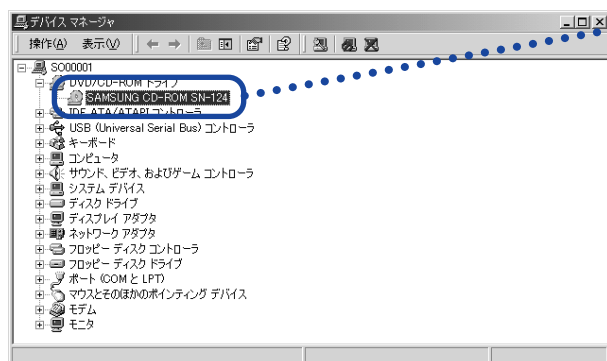 デバイス マネージャ
操作(A) 表示(V)
SO00001
DVD/CD-ROM ドライブ
SAMSUNG CD-ROM SN-124
IDE ATA/ATAPI コントローラ
USB (Universal Serial Bus) コントローラ
キーボード
コンピュータ
サウンド、ビデオ、およびゲーム コントローラ
システム デバイス
ディスク ドライブ
ディスプレイ アダプタ
ネットワーク アダプタ
フロッピー ディスク コントローラ
フロッピー ディスク ドライブ
ポート (COM と LPT)
マウスとそのほかのポインティング デバイス
モデム
モニタ